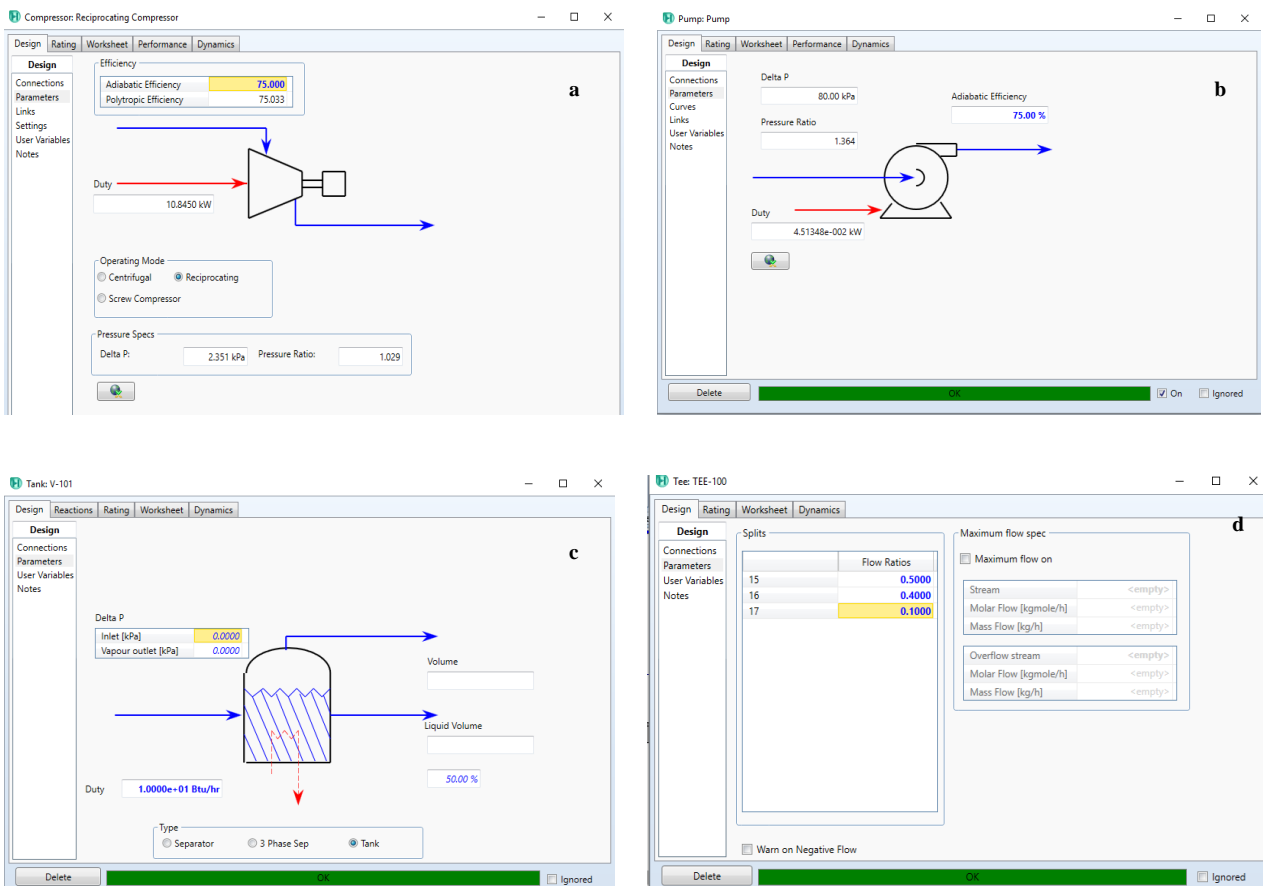 Compressor: Reciprocating Compressor
Design Rating Worksheet Performance Dynamics
Design
Connections
Parameters
Links
Settings
User Variables
Notes
Efficiency
Adiabatic Efficiency 75.000
Polytropic Efficiency 75.033
a
Duty
10.8450 kW
Operating Mode
Centrifugal Reciprocating
Screw Compressor
Pressure Specs
Delta P: 2.351 kPa Pressure Ratio: 1.029
Pump: Pump
Design Rating Worksheet Performance Dynamics
Design
Connections
Parameters
Curves
Links
User Variables
Notes
Delta P
80.00 kPa
Pressure Ratio
1.364
Adiabatic Efficiency
75.00 %
b
Duty
4.51348e-002 kW
Delete OK On Ignored
Tank: V-101
Design Reactions Rating Worksheet Dynamics
Design
Connections
Parameters
User Variables
Notes
c
Delta P
Inlet [kPa] 0.0000
Vapour outlet [kPa] 0.0000
Volume
Liquid Volume
50.00 %
Duty 1.0000e+01 Btu/hr
Type
Separator 3 Phase Sep Tank
Delete OK Ignored
Tee: TEE-100
Design Rating Worksheet Dynamics
Design
Connections
Parameters
User Variables
Notes
Splits
Flow Ratios
15 0.5000
16 0.4000
17 0.1000
Warn on Negative Flow
Maximum flow spec
d
Maximum flow on
Stream <empty>
Molar Flow [kgmole/h] <empty>
Mass Flow [kg/h] <empty>
Overflow stream <empty>
Molar Flow [kgmole/h] <empty>
Mass Flow [kg/h] <empty>
Delete OK Ignored